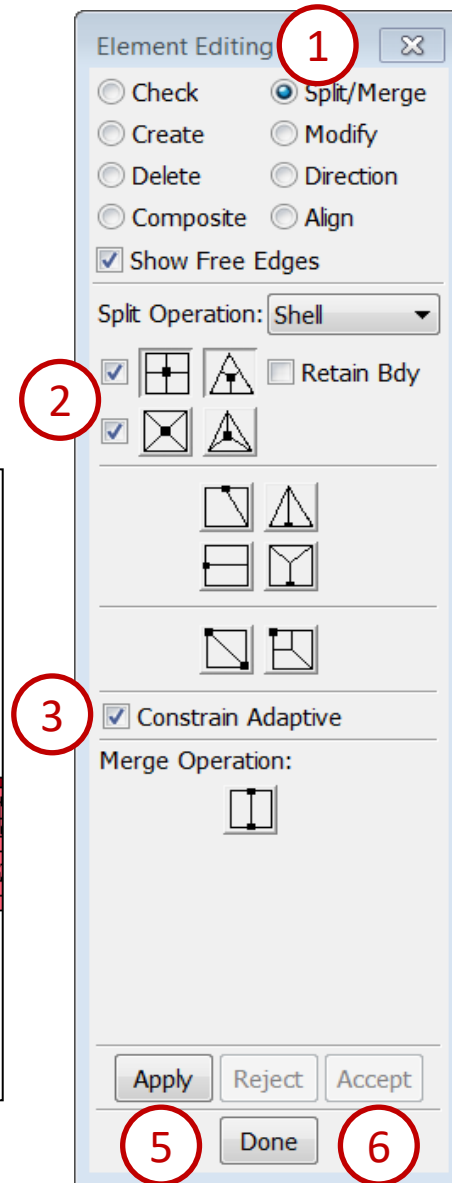 Element Editing 1
Check Split/Merge
Create Modify
Delete Direction
Composite Align
Show Free Edges
Split Operation: Shell
2 Retain Bdy
3 Constrain Adaptive
Merge Operation:
Apply Reject Accept
5 Done 6